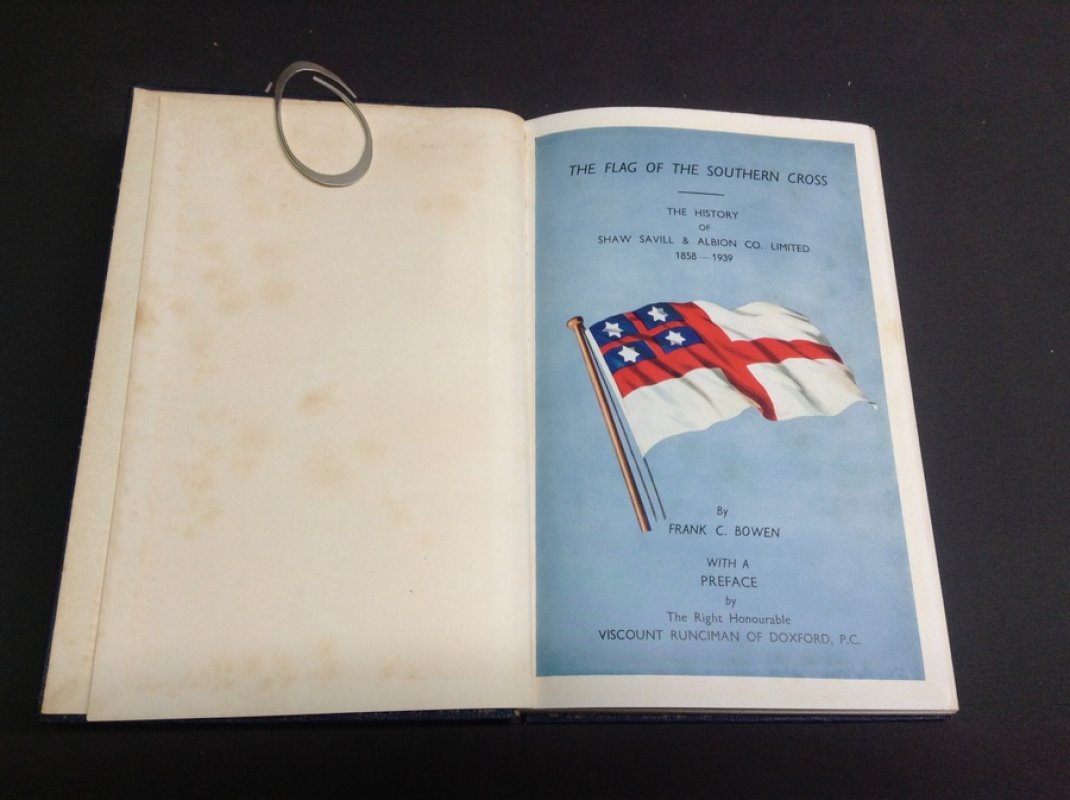 THE FLAG OF THE SOUTHERN CROSS
THE HISTORY
OF
SHAW SAVILL & ALBION CO. LIMITED
1858 — 1939
By
FRANK C. BOWEN
WITH A
PREFACE
by
The Right Honourable
VISCOUNT RUNCIMAN OF DOXFORD, P.C.